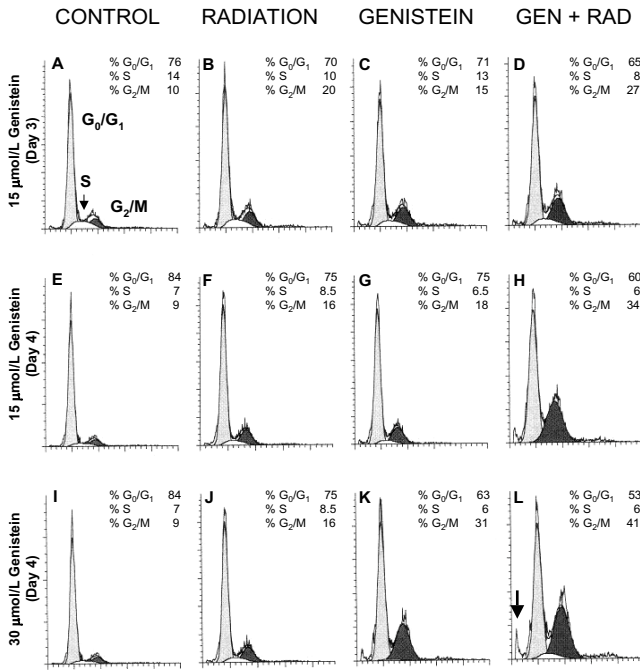 CONTROL RADIATION GENISTEIN GEN + RAD
15 µmol/L Genistein
(Day 3)
A % G0/G1 76
% S 14
% G2/M 10
G0/G1
S
G2/M
B % G0/G1 70
% S 10
% G2/M 20
C % G0/G1 71
% S 13
% G2/M 15
D % G0/G1 65
% S 8
% G2/M 27
15 µmol/L Genistein
(Day 4)
E % G0/G1 84
% S 7
% G2/M 9
F % G0/G1 75
% S 8.5
% G2/M 16
G % G0/G1 75
% S 6.5
% G2/M 18
H % G0/G1 60
% S 6
% G2/M 34
30 µmol/L Genistein
(Day 4)
I % G0/G1 84
% S 7
% G2/M 9
J % G0/G1 75
% S 8.5
% G2/M 16
K % G0/G1 63
% S 6
% G2/M 31
L % G0/G1 53
% S 6
% G2/M 41